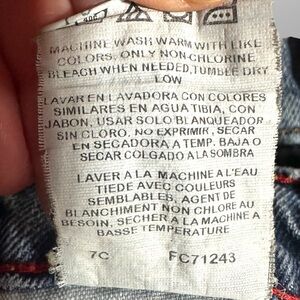 MACHINE WASH WARM WITH LIKE
COLORS, ONLY NON-CHLORINE
BLEACH WHEN NEEDED, TUMBLE DRY
LOW
LAVAR EN LAVADORA CON COLORES
SIMILARES EN AGUA TIBIA, CON
JABON, USAR SOLO BLANQUEADOR
SIN CLORO, NO EXPRIMIR, SECAR
EN SECADORA A TEMP. BAJA O
SECAR COLGADO A LA SOMBRA
LAVER A LA MACHINE A L'EAU
TIEDE AVEC COULEURS
SEMBLABLES, AGENT DE
BLANCHIMENT NON CHLORE AU
BESOIN, SECHER A LA MACHINE A
BASSE TEMPERATURE
7C FC71243